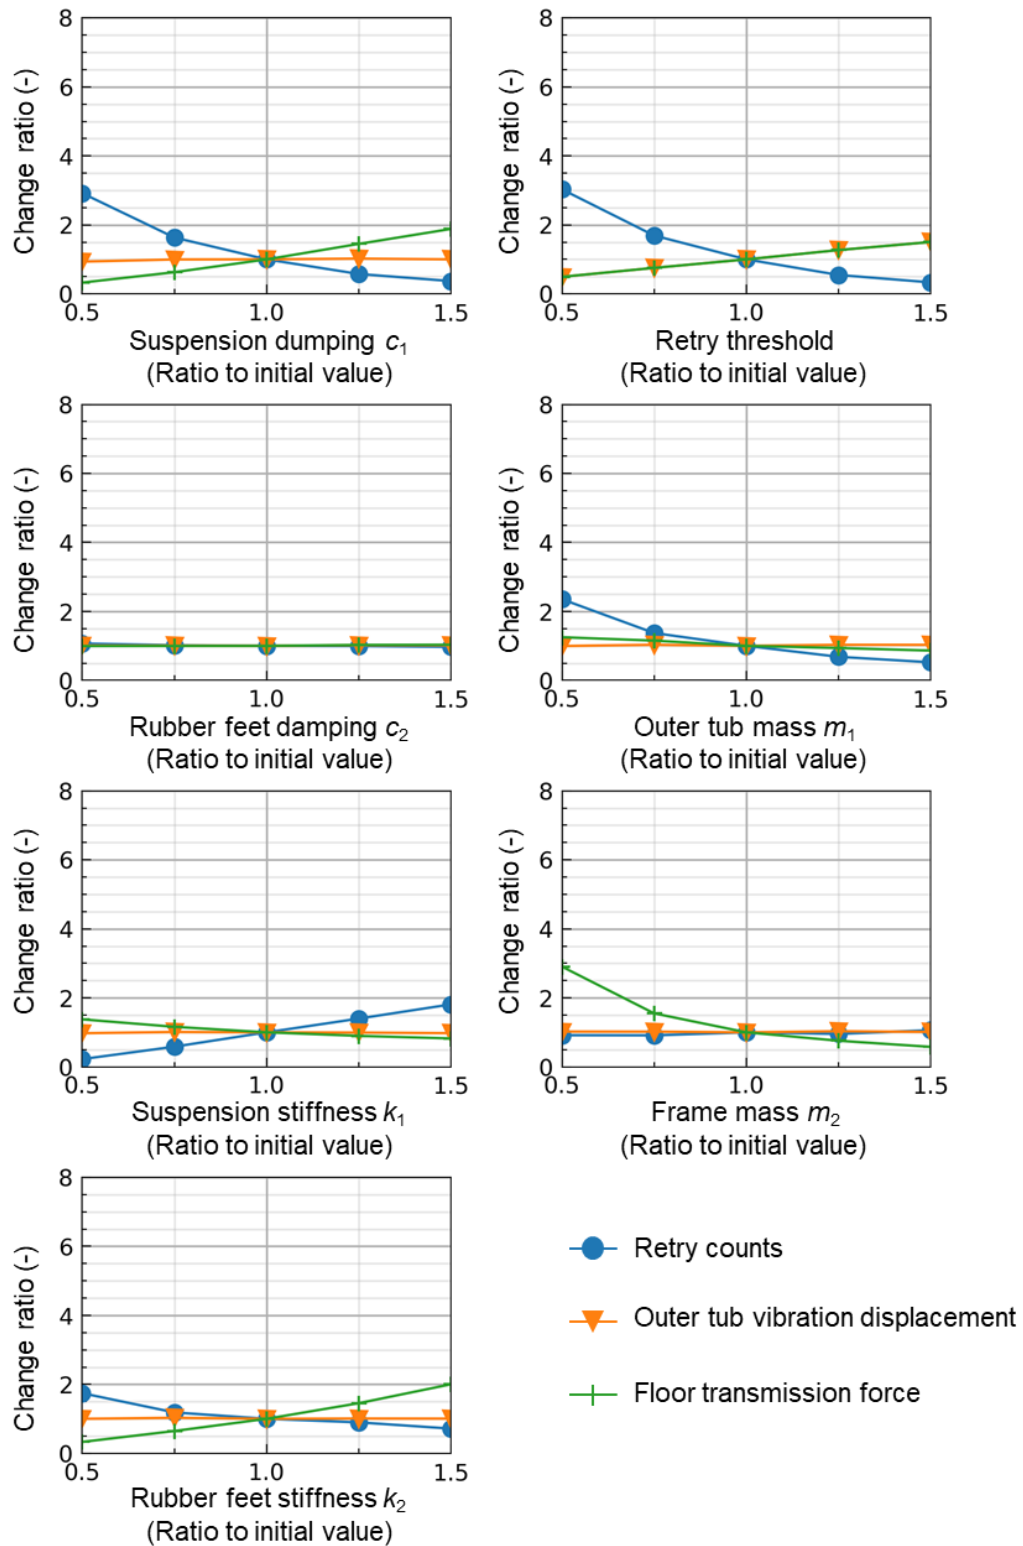 8
6
4
2
0
Change ratio (-)
0.5 1.0 1.5
Suspension dumping c1
(Ratio to initial value)
8
6
4
2
0
Change ratio (-)
0.5 1.0 1.5
Retry threshold
(Ratio to initial value)
8
6
4
2
0
Change ratio (-)
0.5 1.0 1.5
Rubber feet damping c2
(Ratio to initial value)
8
6
4
2
0
Change ratio (-)
0.5 1.0 1.5
Outer tub mass m1
(Ratio to initial value)
8
6
4
2
0
Change ratio (-)
0.5 1.0 1.5
Suspension stiffness k1
(Ratio to initial value)
8
6
4
2
0
Change ratio (-)
0.5 1.0 1.5
Frame mass m2
(Ratio to initial value)
8
6
4
2
0
Change ratio (-)
0.5 1.0 1.5
Rubber feet stiffness k2
(Ratio to initial value)
Retry counts
Outer tub vibration displacement
Floor transmission force